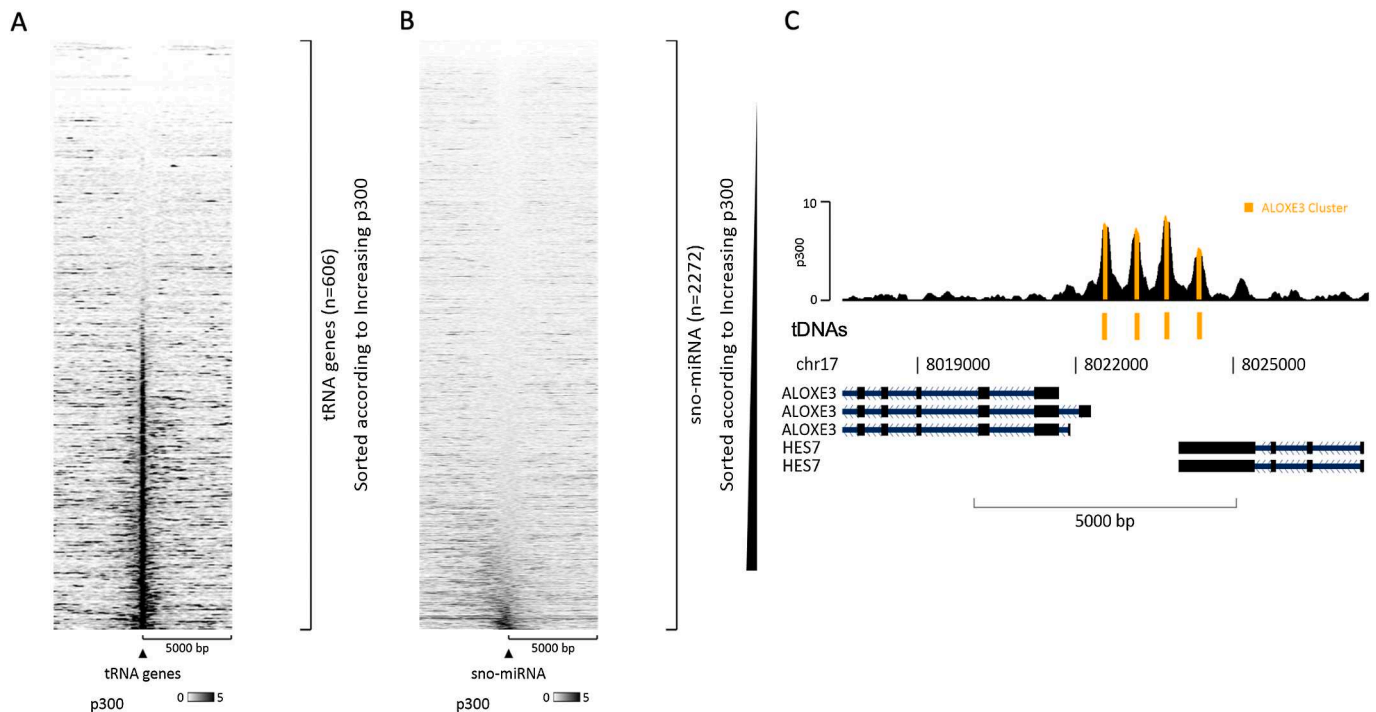 A
tRNA genes (n=606)
Sorted according to Increasing p300
5000 bp
tRNA genes
p300
0 5
B
sno-miRNA (n=2272)
Sorted according to Increasing p300
5000 bp
sno-miRNA
p300
0 5
C
10
p300
0
ALOXE3 Cluster
tDNAs
chr17 | 8019000 | 8022000 | 8025000
ALOXE3
ALOXE3
ALOXE3
HES7
HES7
5000 bp